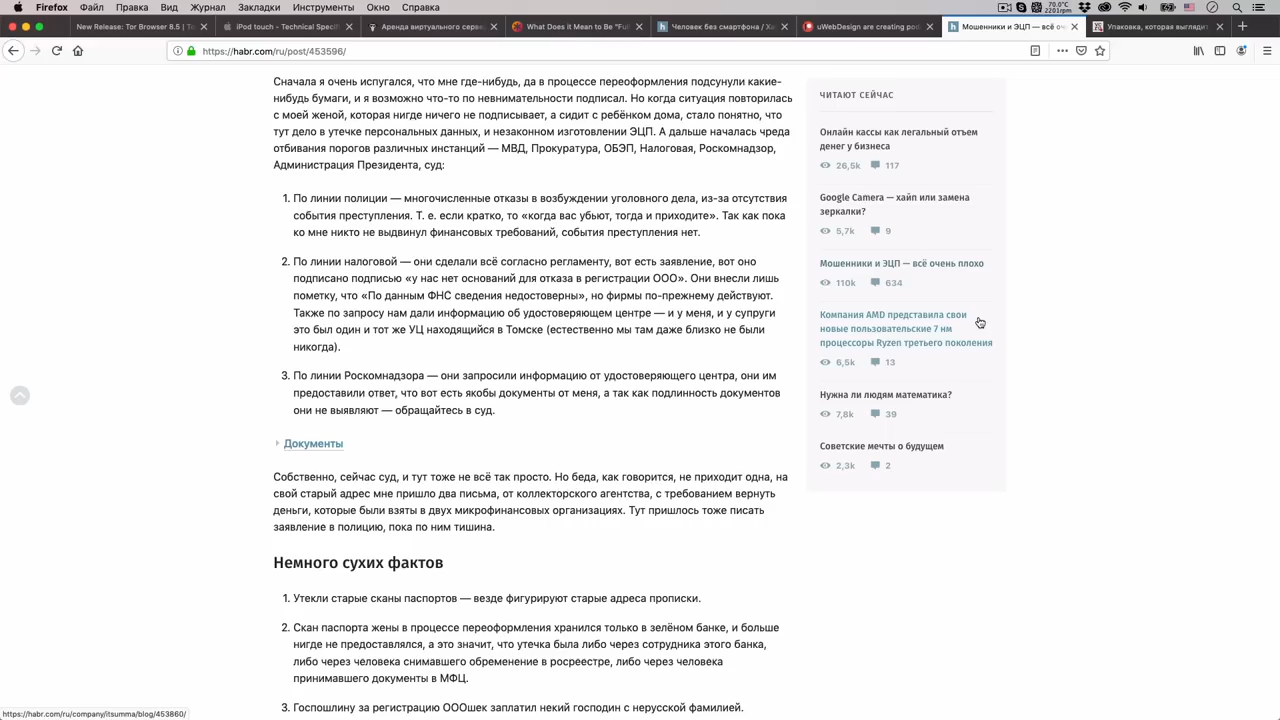 Firefox Файл Правка Вид Журнал Закладки Инструменты Окно Справка
70.0°C
2201rpm
New Release: Tor Browser 8.5 | To
iPod touch - Technical Specif
Аренда виртуального серве
What Does it Mean to Be "Full
Человек без смартфона / Ха
uWebDesign are creating pod
Мошенники и ЭЦП — всё оч
Упаковка, которая выглядит
https://habr.com/ru/post/453596/
Сначала я очень испугался, что мне где-нибудь, да в процессе переоформления подсунули какие-
нибудь бумаги, и я возможно что-то по невнимательности подписал. Но когда ситуация повторилась
с моей женой, которая нигде ничего не подписывает, а сидит с ребёнком дома, стало понятно, что
тут дело в утечке персональных данных, и незаконном изготовлении ЭЦП. А дальше началась чреда
отбивания порогов различных инстанций — МВД, Прокуратура, ОБЭП, Налоговая, Роскомнадзор,
Администрация Президента, суд:
1. По линии полиции — многочисленные отказы в возбуждении уголовного дела, из-за отсутствия
события преступления. Т. е. если кратко, то «когда вас убьют, тогда и приходите». Так как пока
ко мне никто не выдвинул финансовых требований, события преступления нет.
2. По линии налоговой — они сделали всё согласно регламенту, вот есть заявление, вот оно
подписано подписью «у нас нет оснований для отказа в регистрации ООО». Они внесли лишь
пометку, что «По данным ФНС сведения недостоверны», но фирмы по-прежнему действуют.
Также по запросу нам дали информацию об удостоверяющем центре — и у меня, и у супруги
это был один и тот же УЦ находящийся в Томске (естественно мы там даже близко не были
никогда).
3. По линии Роскомнадзора — они запросили информацию от удостоверяющего центра, они им
предоставили ответ, что вот есть якобы документы от меня, а так как подлинность документов
они не выявляют — обращайтесь в суд.
Документы
Собственно, сейчас суд, и тут тоже не всё так просто. Но беда, как говорится, не приходит одна, на
свой старый адрес мне пришло два письма, от коллекторского агентства, с требованием вернуть
деньги, которые были взяты в двух микрофинансовых организациях. Тут пришлось тоже писать
заявление в полицию, пока по ним тишина.
Немного сухих фактов
1. Утекли старые сканы паспортов — везде фигурируют старые адреса прописки.
2. Скан паспорта жены в процессе переоформления хранился только в зелёном банке, и больше
нигде не предоставлялся, а это значит, что утечка была либо через сотрудника этого банка,
либо через человека снимавшего обременение в росреестре, либо через человека
принимавшего документы в МФЦ.
3. Госпошлину за регистрацию ОООшек заплатил некий господин с нерусской фамилией.
ЧИТАЮТ СЕЙЧАС
Онлайн кассы как легальный отъем
денег у бизнеса
26,5k 117
Google Camera — хайп или замена
зеркалки?
5,7k 9
Мошенники и ЭЦП — всё очень плохо
110k 634
Компания AMD представила свои
новые пользовательские 7 нм
процессоры Ryzen третьего поколения
6,5k 13
Нужна ли людям математика?
7,8k 39
Советские мечты о будущем
2,3k 2
https://habr.com/ru/company/itsumma/blog/453860/